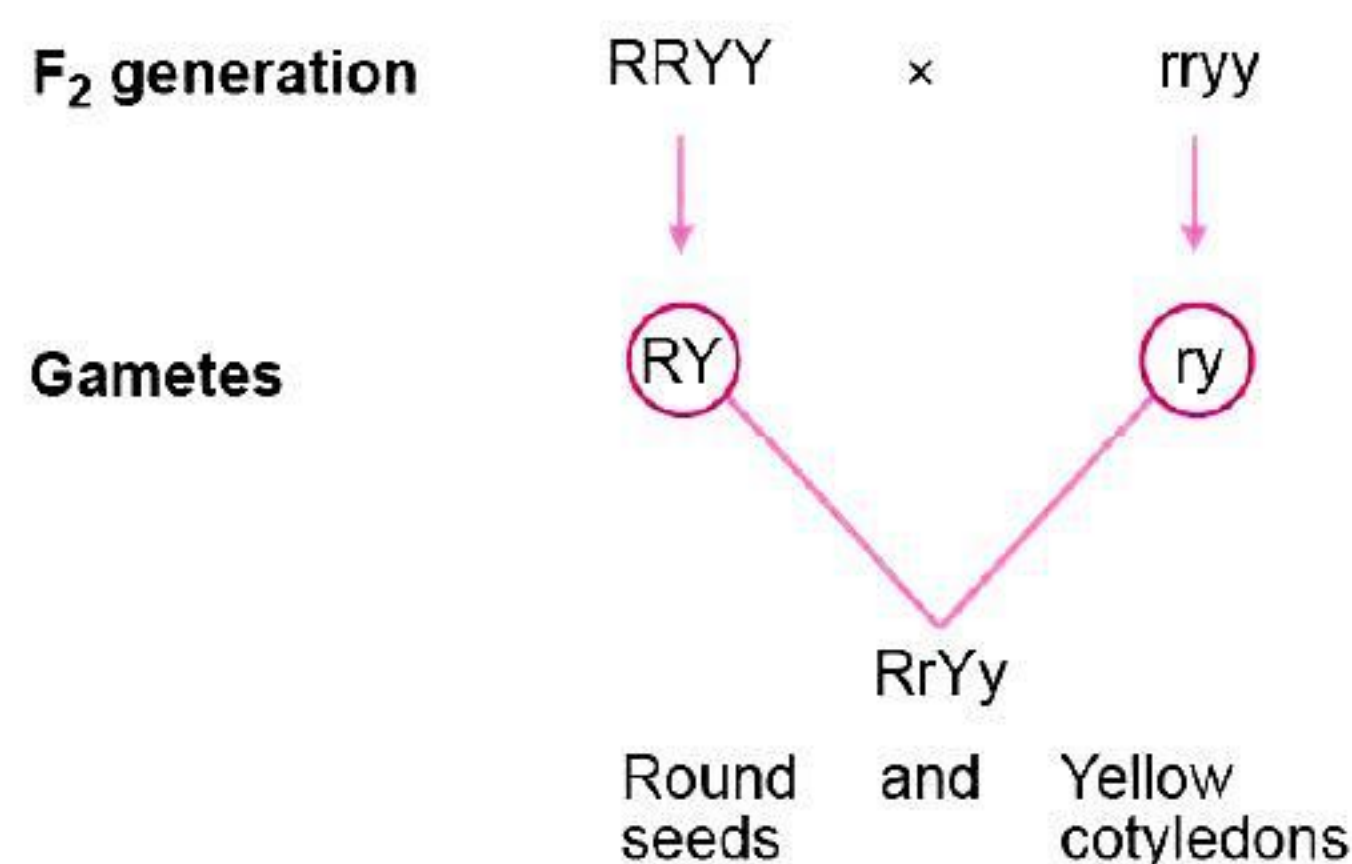 F₂ generation RRYY × rryy
Gametes RY ry
RrYy
Round and Yellow
seeds cotyledons